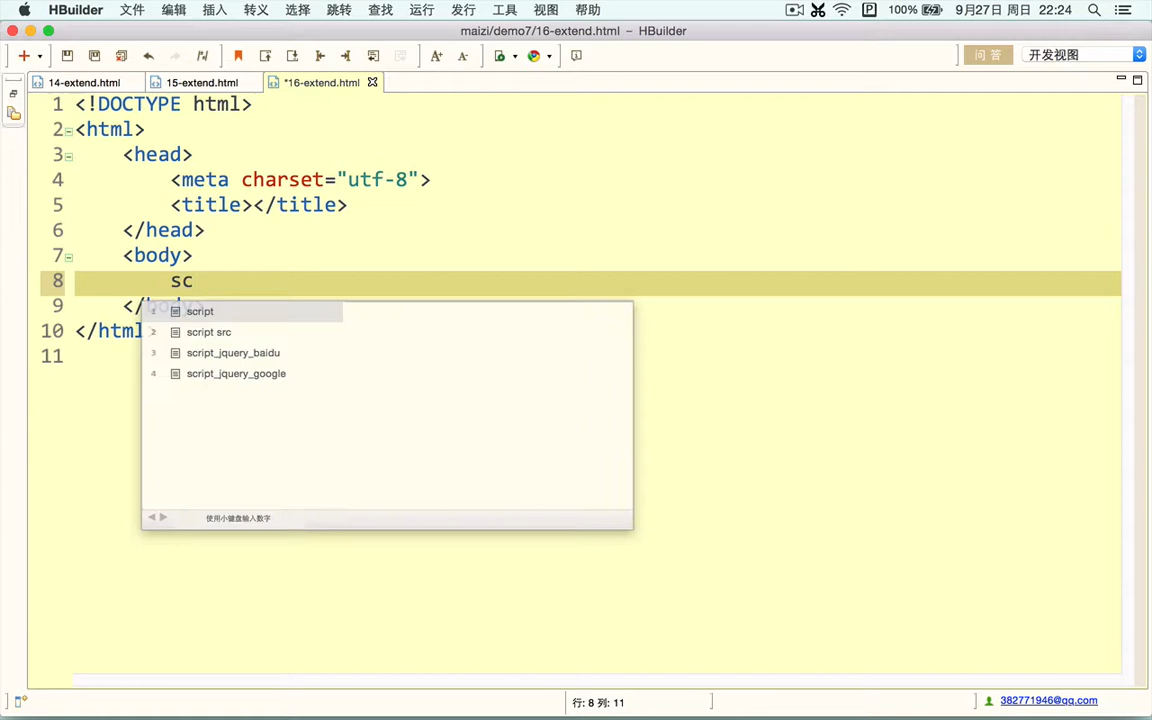 HBuilder 文件 编辑 插入 转义 选择 跳转 查找 运行 发行 工具 视图 帮助 100% 9月27日 周日 22:24
maizi/demo7/16-extend.html – HBuilder
问 答 开发视图
14-extend.html 15-extend.html *16-extend.html
1 <!DOCTYPE html>
2 <html>
3 <head>
4 <meta charset="utf-8">
5 <title></title>
6 </head>
7 <body>
8 sc
9 </body>
10 </html
11
1 script
2 script src
3 script_jquery_baidu
4 script_jquery_google
使用小键盘输入数字
行: 8 列: 11
382771946@qq.com